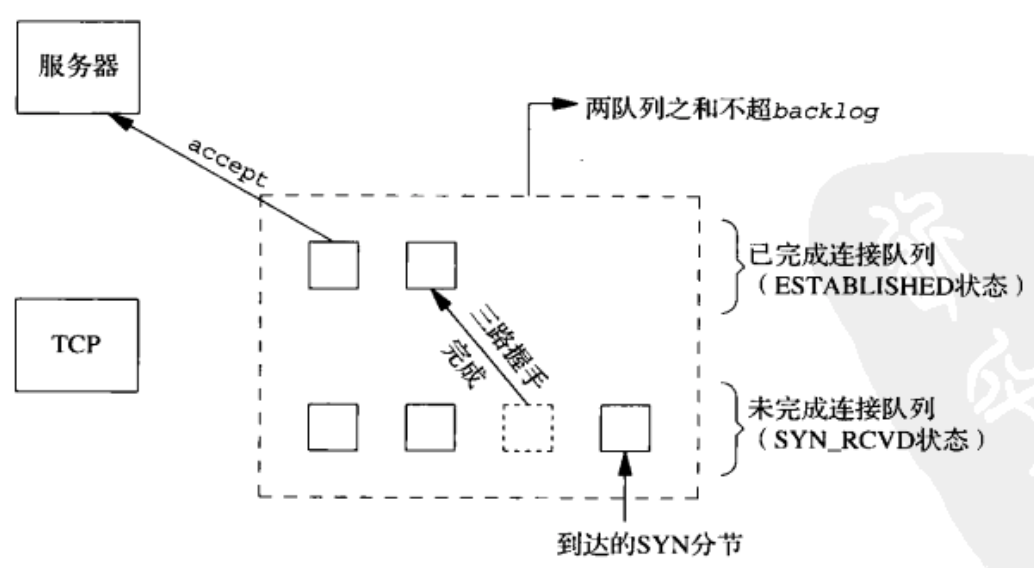 服务器
两队列之和不超backlog
accept
已完成连接队列
（ESTABLISHED状态）
TCP
三路握手
完成
未完成连接队列
（SYN_RCVD状态）
到达的SYN分节